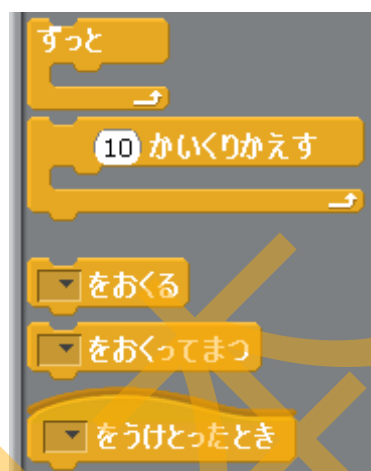 ずっと
10 かいくりかえす
をおくる
をおくってまつ
をうけとったとき